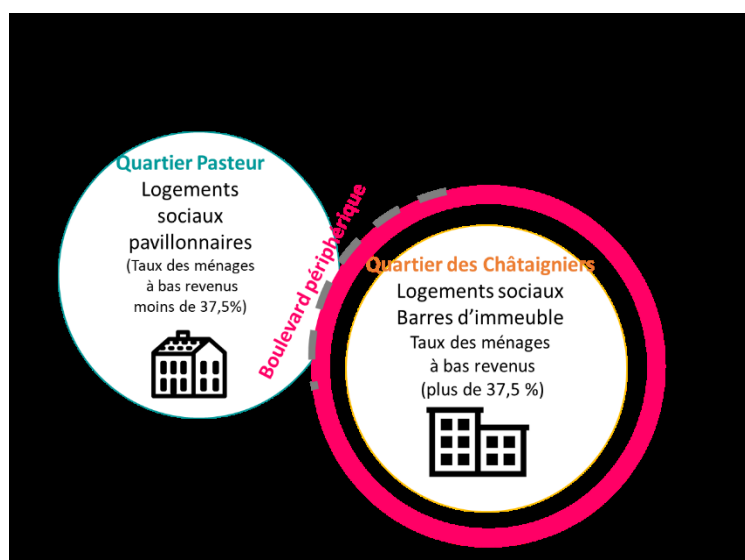 Quartier Pasteur
Logements
sociaux
pavillonnaires
(Taux des ménages
à bas revenus
moins de 37,5%)
Boulevard périphérique
Quartier des Châtaigniers
Logements sociaux
Barres d'immeuble
Taux des ménages
à bas revenus
(plus de 37,5 %)